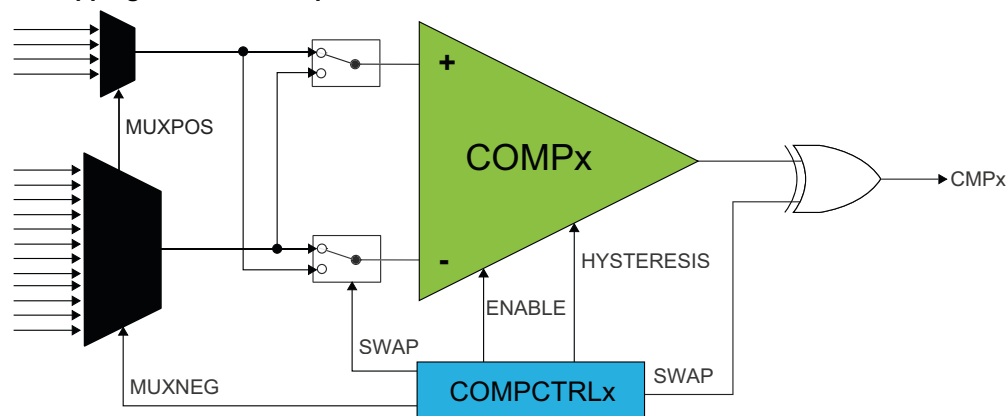 +
MUXPOS
COMPx
CMPx
-
HYSTERESIS
ENABLE
SWAP
SWAP
MUXNEG
COMPCTRLx